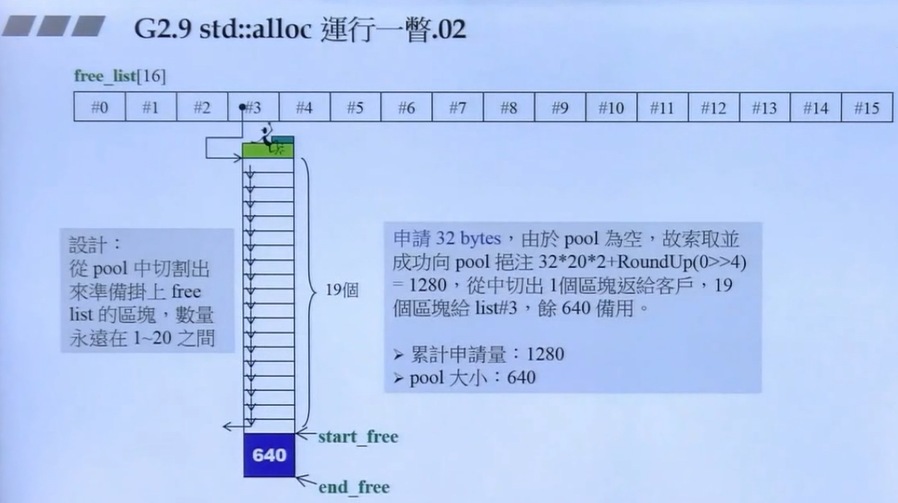 G2.9 std::alloc 運行一瞥.02
free_list[16]
#0 #1 #2 #3 #4 #5 #6 #7 #8 #9 #10 #11 #12 #13 #14 #15
設計：
從 pool 中切割出
來準備掛上 free
list 的區塊，數量
永遠在 1~20 之間
19個
申請 32 bytes，由於 pool 為空，故索取並
成功向 pool 挹注 32*20*2+RoundUp(0>>4)
= 1280，從中切出 1個區塊返給客戶，19
個區塊給 list#3，餘 640 備用。
➢ 累計申請量：1280
➢ pool 大小：640
start_free
640
end_free